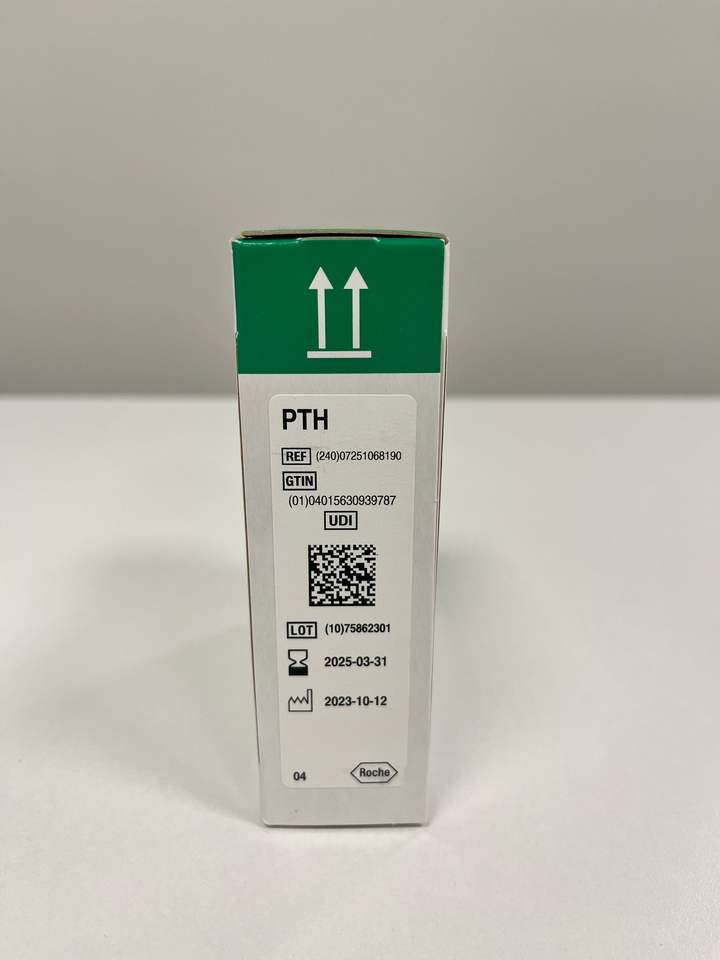 PTH
REF (240)07251068190
GTIN
(01)04015630939787
UDI
LOT (10)75862301
2025-03-31
2023-10-12
04 Roche